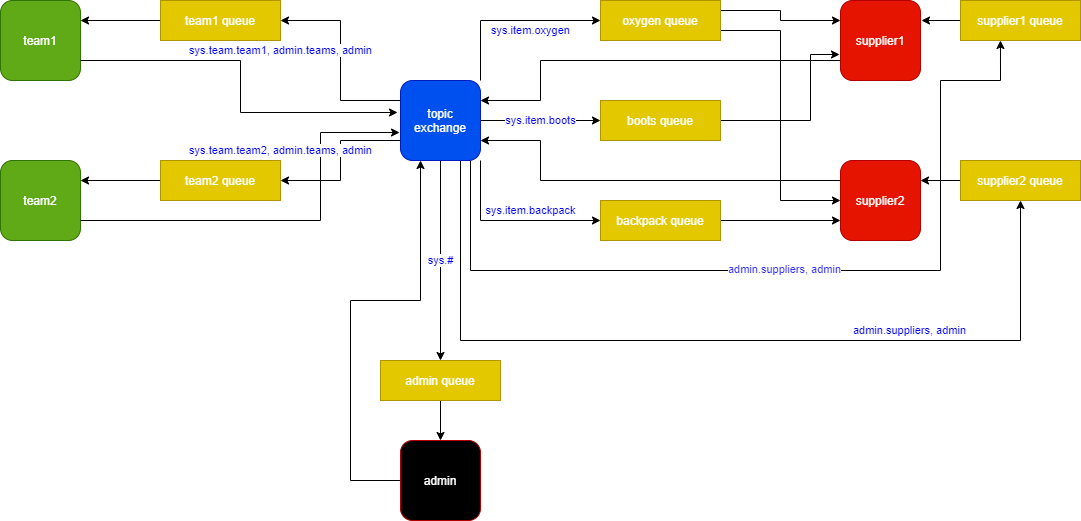 team1
team1 queue
sys.team.team1, admin.teams, admin
sys.item.oxygen
oxygen queue
supplier1
supplier1 queue
topic
exchange
sys.item.boots
boots queue
sys.team.team2, admin.teams, admin
team2
team2 queue
sys.item.backpack
backpack queue
supplier2
supplier2 queue
sys.#
admin.suppliers, admin
admin.suppliers, admin
admin queue
admin